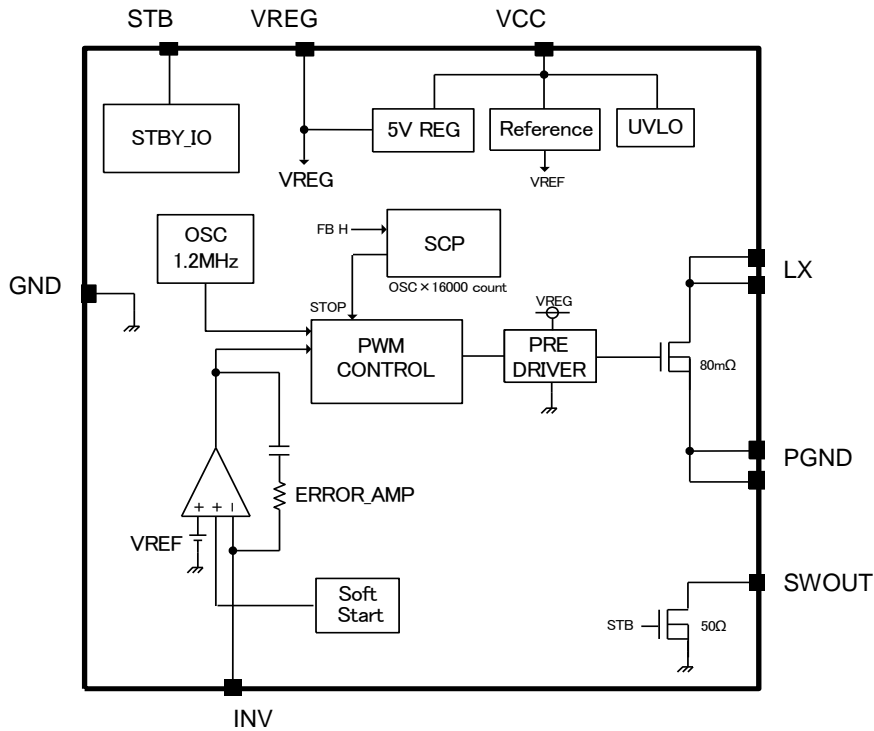 STB
VREG
VCC
STBY_IO
5V REG
Reference
UVLO
VREG
VREF
OSC
1.2MHz
FB H
SCP
OSC×16000 count
GND
LX
STOP
VREG
PWM
CONTROL
PRE
DRIVER
80mΩ
+ + −
ERROR_AMP
PGND
VREF
Soft
Start
SWOUT
STB
50Ω
INV